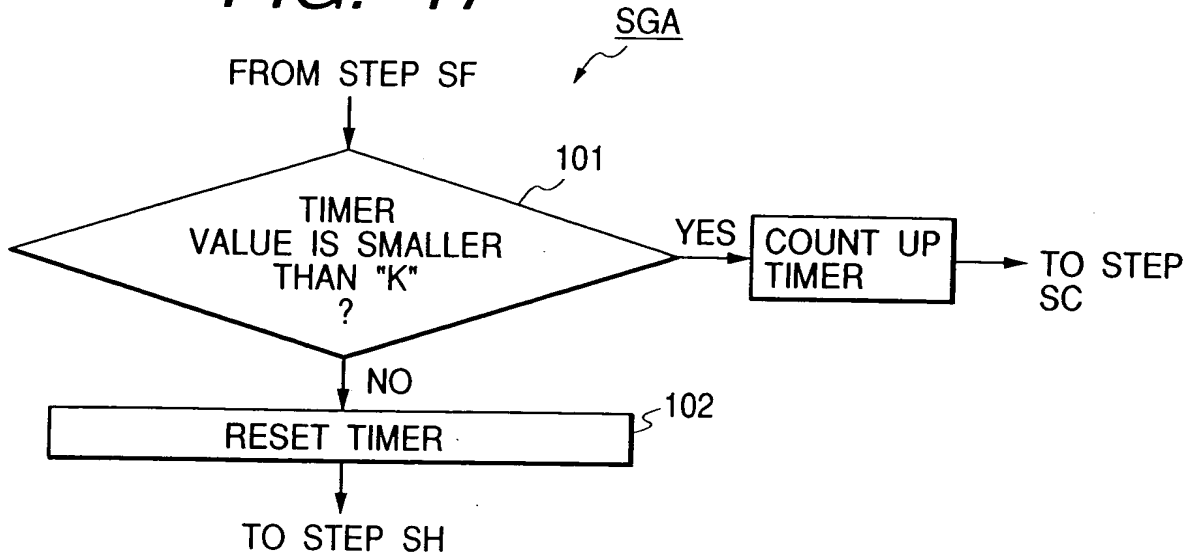 SGA
FROM STEP SF
101
TIMER
VALUE IS SMALLER
THAN "K"
?
YES
COUNT UP
TIMER
TO STEP
SC
NO
RESET TIMER
102
TO STEP SH